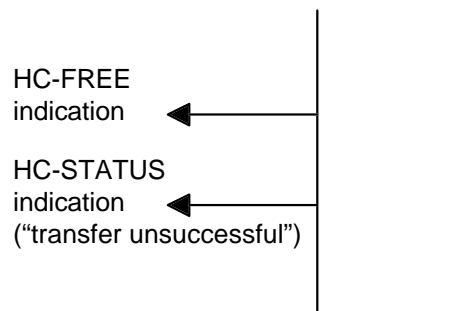 HC-FREE
indication
HC-STATUS
indication
(“transfer unsuccessful”)